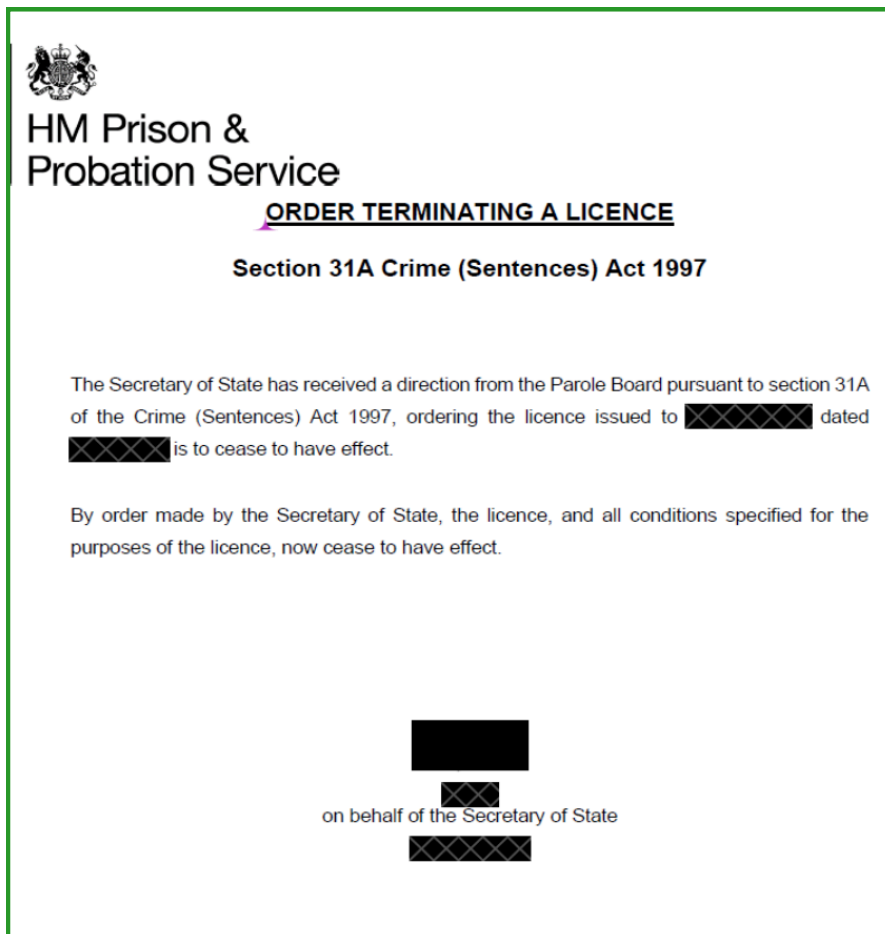 HM Prison &
Probation Service
ORDER TERMINATING A LICENCE
Section 31A Crime (Sentences) Act 1997
The Secretary of State has received a direction from the Parole Board pursuant to section 31A
of the Crime (Sentences) Act 1997, ordering the licence issued to dated
is to cease to have effect.
By order made by the Secretary of State, the licence, and all conditions specified for the
purposes of the licence, now cease to have effect.
on behalf of the Secretary of State